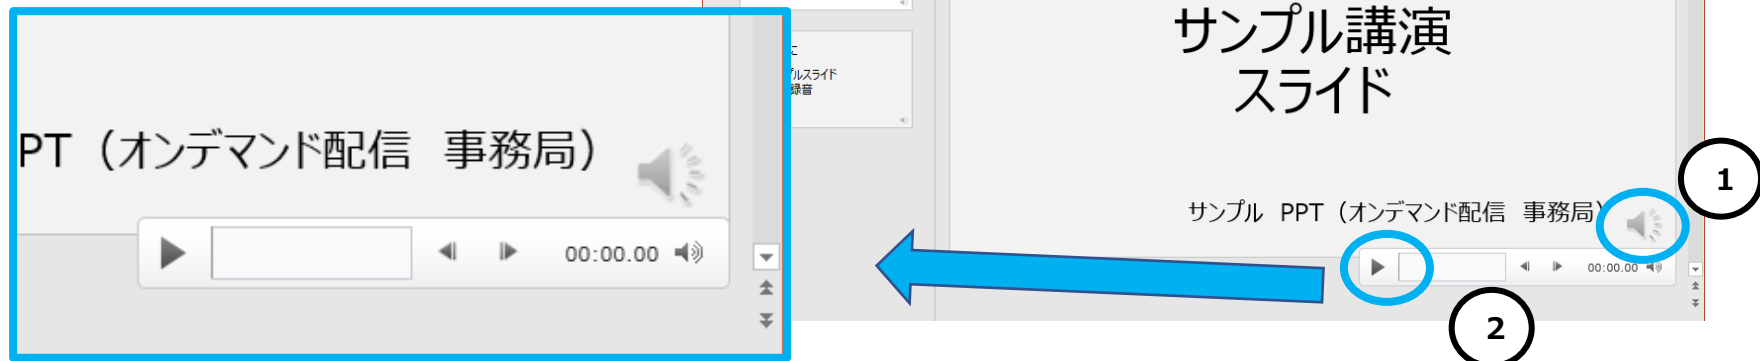 PT（オンデマンド配信　事務局）
00:00.00
に
プルスライド
録音
サンプル講演
スライド
サンプル　PPT（オンデマンド配信　事務局）
00:00.00
1
2